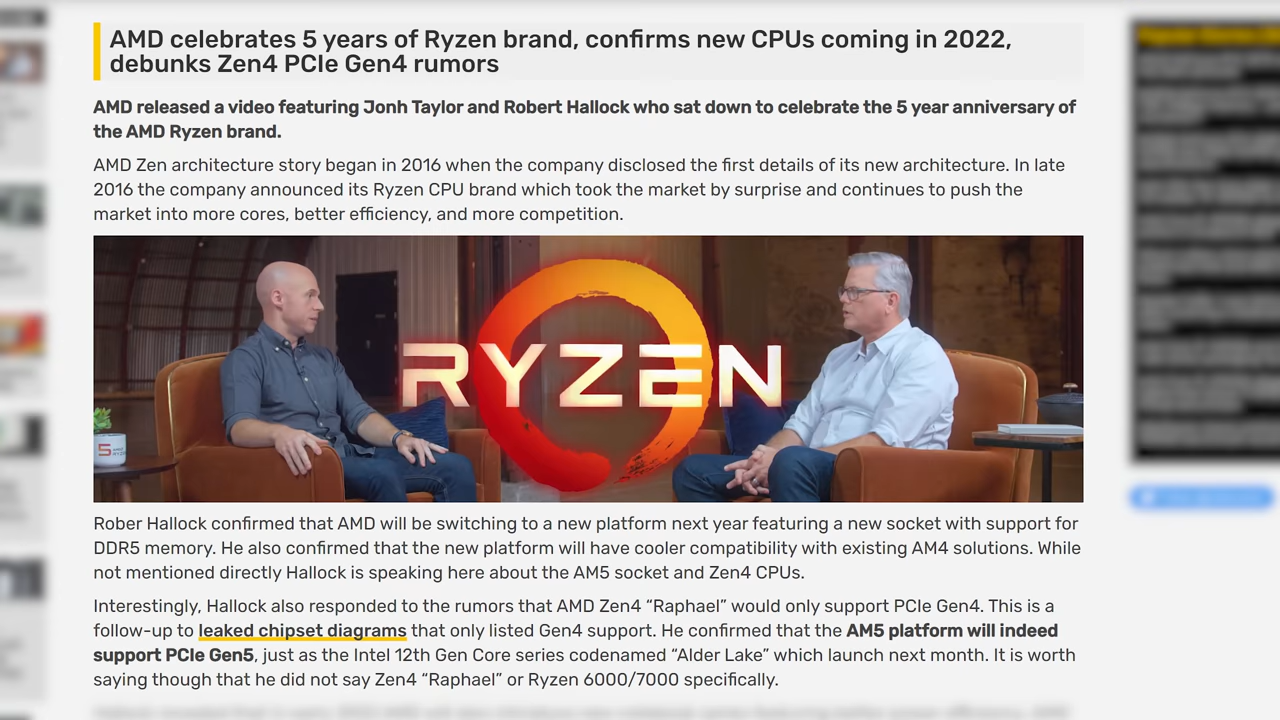 AMD celebrates 5 years of Ryzen brand, confirms new CPUs coming in 2022,
debunks Zen4 PCIe Gen4 rumors
AMD released a video featuring Jonh Taylor and Robert Hallock who sat down to celebrate the 5 year anniversary of
the AMD Ryzen brand.
AMD Zen architecture story began in 2016 when the company disclosed the first details of its new architecture. In late
2016 the company announced its Ryzen CPU brand which took the market by surprise and continues to push the
market into more cores, better efficiency, and more competition.
RYZEN
5
Rober Hallock confirmed that AMD will be switching to a new platform next year featuring a new socket with support for
DDR5 memory. He also confirmed that the new platform will have cooler compatibility with existing AM4 solutions. While
not mentioned directly Hallock is speaking here about the AM5 socket and Zen4 CPUs.
Interestingly, Hallock also responded to the rumors that AMD Zen4 “Raphael” would only support PCIe Gen4. This is a
follow-up to leaked chipset diagrams that only listed Gen4 support. He confirmed that the AM5 platform will indeed
support PCIe Gen5, just as the Intel 12th Gen Core series codenamed “Alder Lake” which launch next month. It is worth
saying though that he did not say Zen4 “Raphael” or Ryzen 6000/7000 specifically.